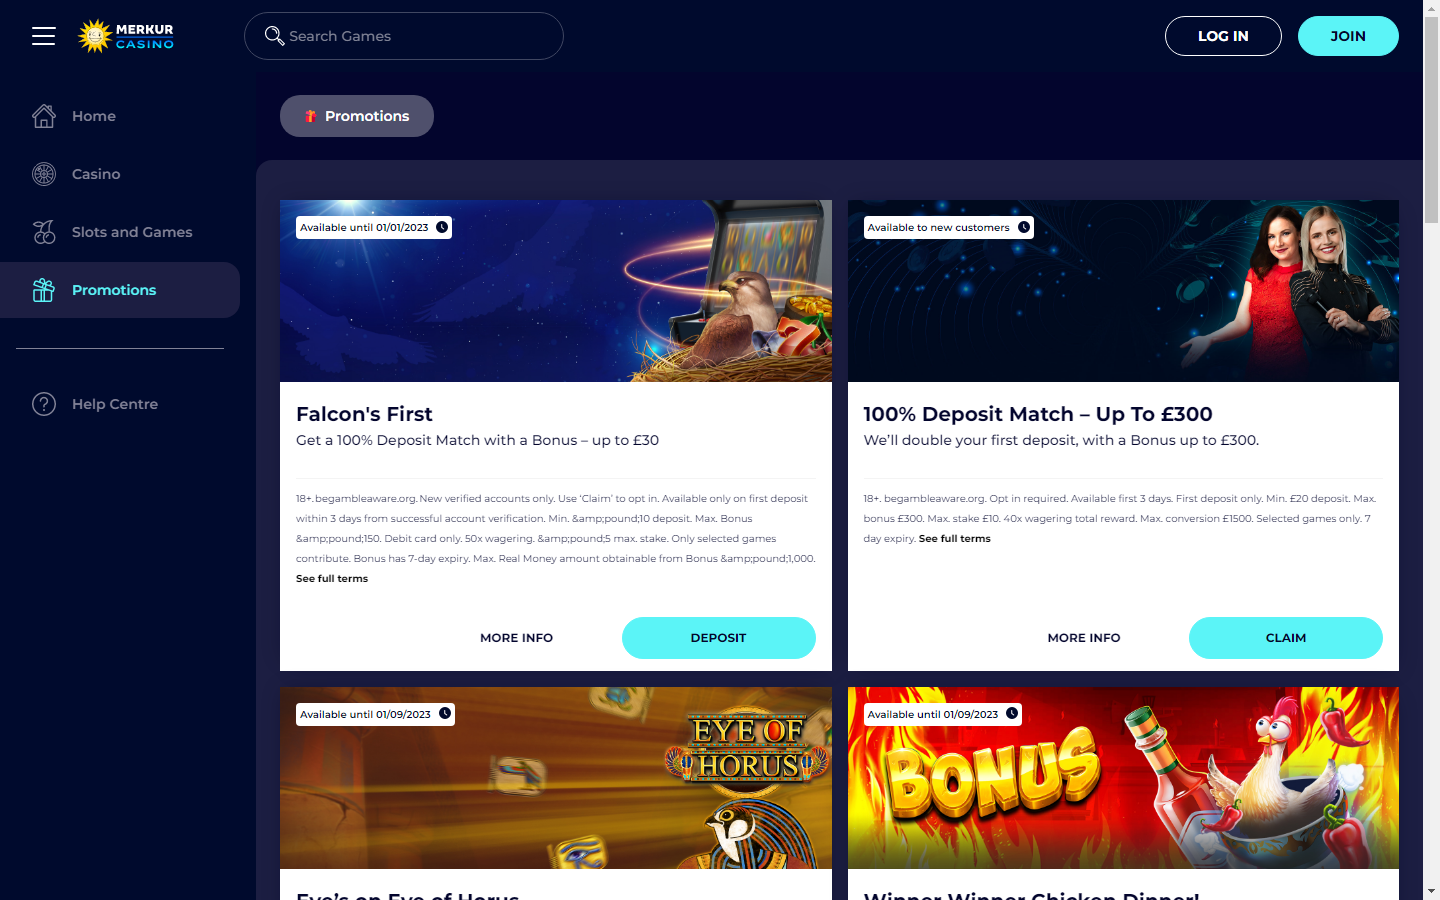 MERKUR
CASINO
Search Games
LOG IN
JOIN
Home
Casino
Slots and Games
Promotions
Help Centre
Promotions
Available until 01/01/2023
Falcon's First
Get a 100% Deposit Match with a Bonus – up to £30
18+. begambleaware.org. New verified accounts only. Use ‘Claim’ to opt in. Available only on first deposit
within 3 days from successful account verification. Min. &amp;pound;10 deposit. Max. Bonus
&amp;pound;150. Debit card only. 50x wagering. &amp;pound;5 max. stake. Only selected games
contribute. Bonus has 7-day expiry. Max. Real Money amount obtainable from Bonus &amp;pound;1,000.
See full terms
MORE INFO
DEPOSIT
Available to new customers
100% Deposit Match – Up To £300
We’ll double your first deposit, with a Bonus up to £300.
18+. begambleaware.org. Opt in required. Available first 3 days. First deposit only. Min. £20 deposit. Max.
bonus £300. Max. stake £10. 40x wagering total reward. Max. conversion £1500. Selected games only. 7
day expiry. See full terms
MORE INFO
CLAIM
Available until 01/09/2023
EYE OF
HORUS
Eye’s on Eye of Horus
Available until 01/09/2023
BONUS
Winner Winner Chicken Dinner!